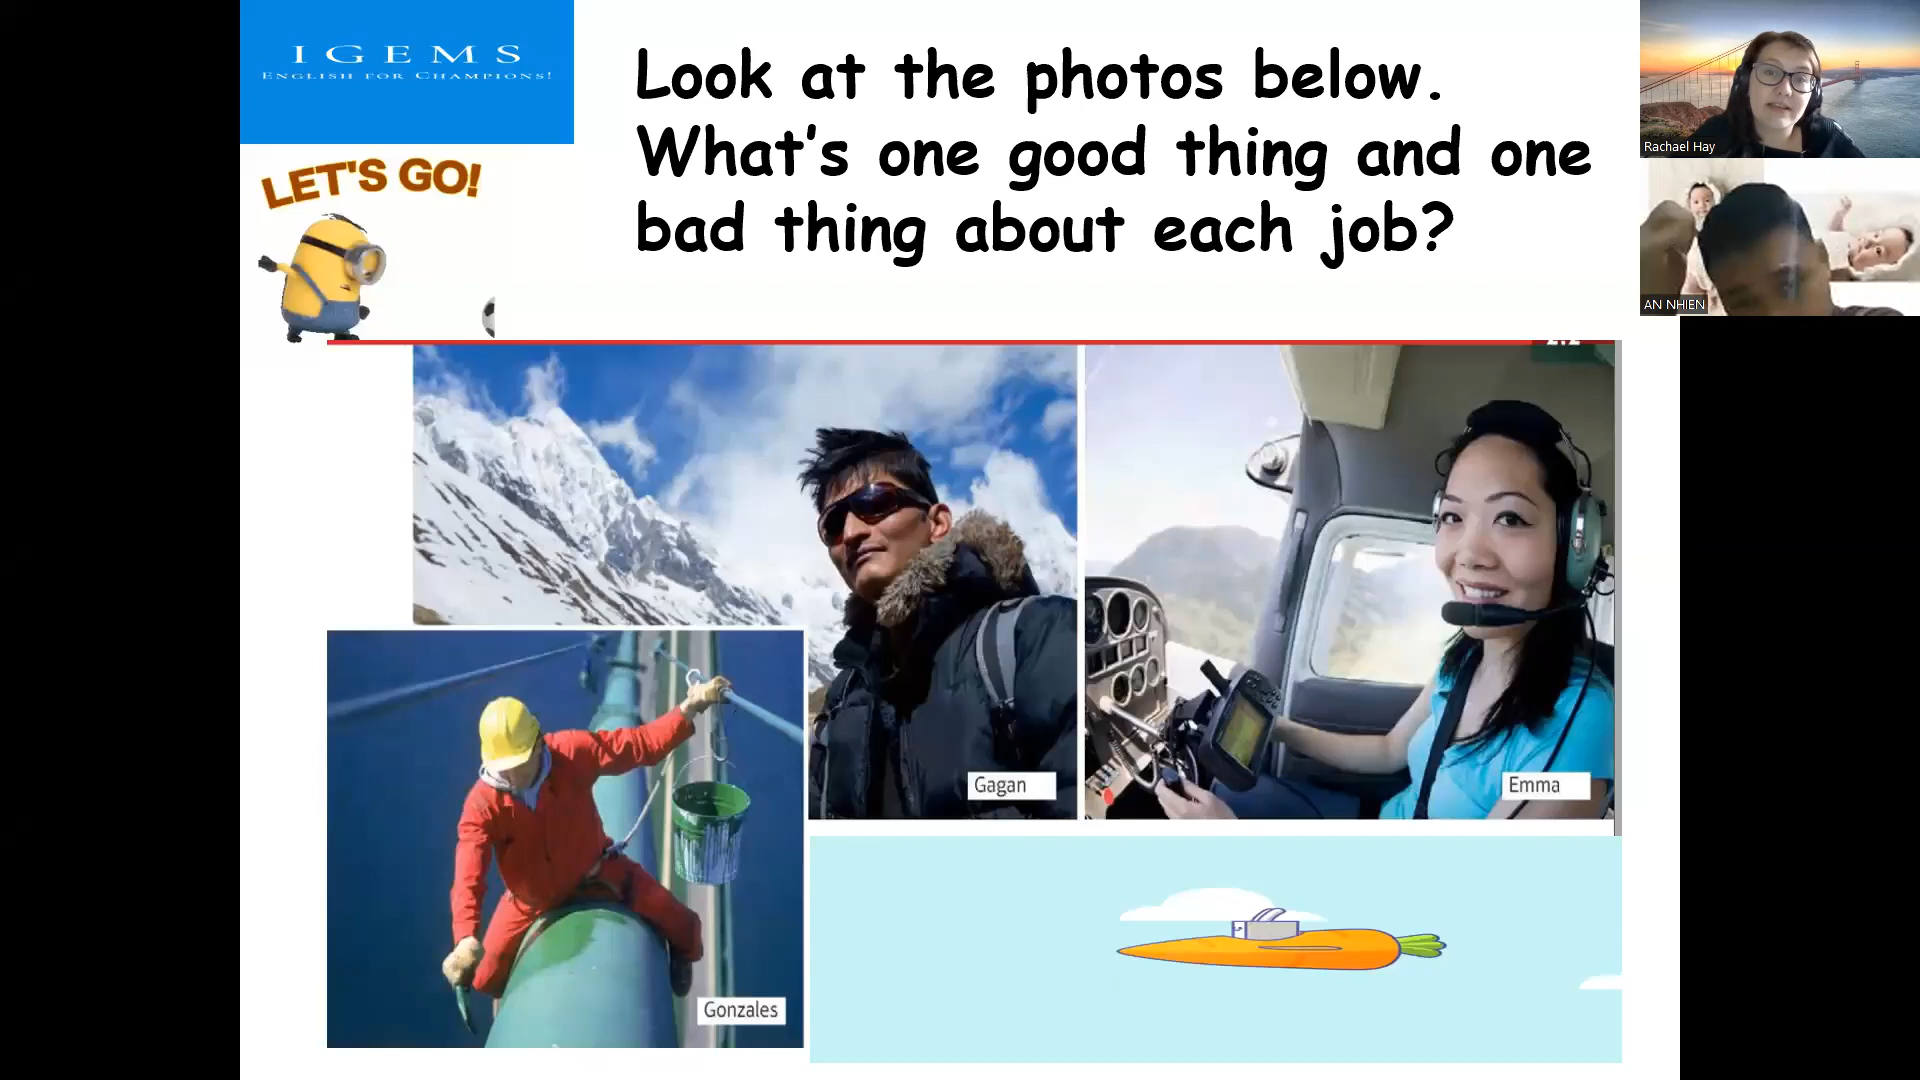 IGEMS
ENGLISH FOR CHAMPIONS!
LET'S GO!
Look at the photos below.
What's one good thing and one
bad thing about each job?
Rachael Hay
AN NHIEN
Gagan
Emma
Gonzales